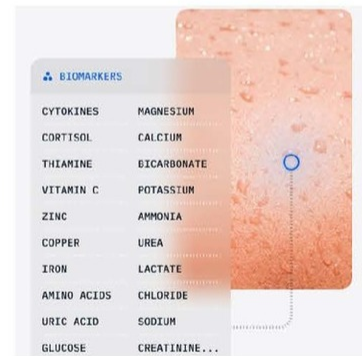 BIOMARKERS
CYTOKINES MAGNESIUM
CORTISOL CALCIUM
THIAMINE BICARBONATE
VITAMIN C POTASSIUM
ZINC AMMONIA
COPPER UREA
IRON LACTATE
AMINO ACIDS CHLORIDE
URIC ACID SODIUM
GLUCOSE CREATININE...